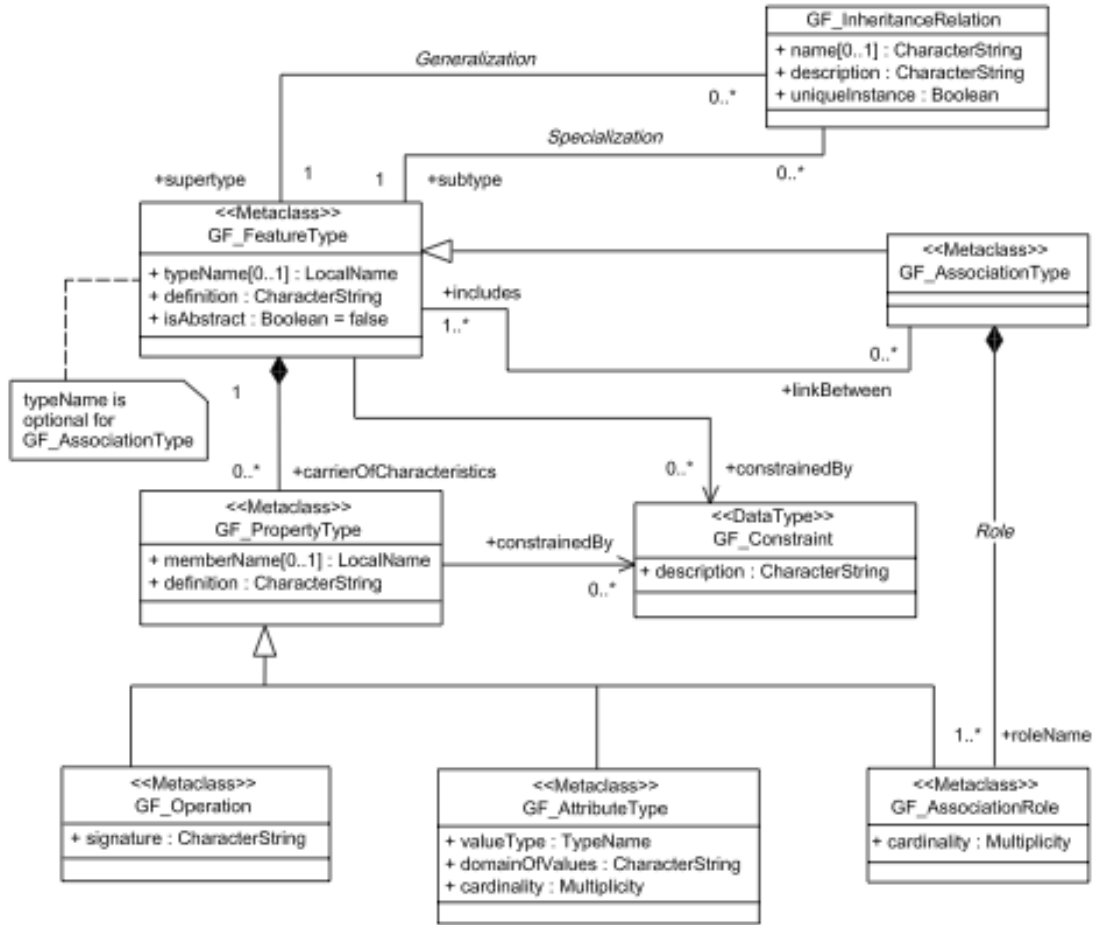 GF_InheritanceRelation
+ name[0..1] : CharacterString
+ description : CharacterString
+ uniqueInstance : Boolean
Generalization
0..*
Specialization
0..*
+supertype
1
1
+subtype
<<Metaclass>>
GF_FeatureType
+ typeName[0..1] : LocalName
+ definition : CharacterString
+ isAbstract : Boolean = false
<<Metaclass>>
GF_AssociationType
+includes
1..*
0..*
+linkBetween
typeName is
optional for
GF_AssociationType
1
0..*
+carrierOfCharacteristics
0..*
+constrainedBy
<<Metaclass>>
GF_PropertyType
+ memberName[0..1] : LocalName
+ definition : CharacterString
+constrainedBy
0..*
<<DataType>>
GF_Constraint
+ description : CharacterString
Role
1..*
+roleName
<<Metaclass>>
GF_Operation
+ signature : CharacterString
<<Metaclass>>
GF_AttributeType
+ valueType : TypeName
+ domainOfValues : CharacterString
+ cardinality : Multiplicity
<<Metaclass>>
GF_AssociationRole
+ cardinality : Multiplicity